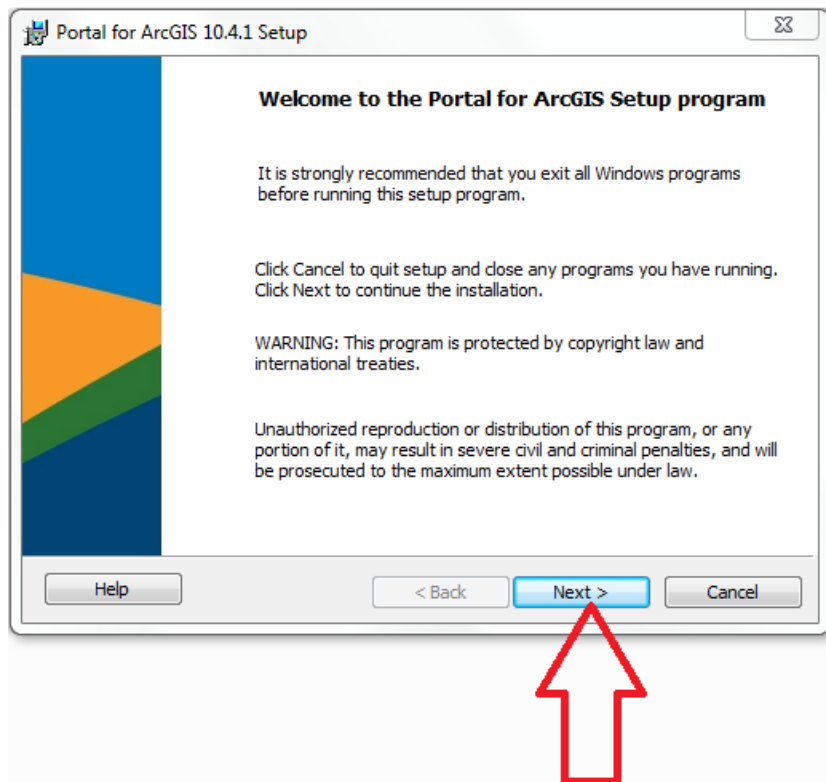 Portal for ArcGIS 10.4.1 Setup
Welcome to the Portal for ArcGIS Setup program
It is strongly recommended that you exit all Windows programs
before running this setup program.
Click Cancel to quit setup and close any programs you have running.
Click Next to continue the installation.
WARNING: This program is protected by copyright law and
international treaties.
Unauthorized reproduction or distribution of this program, or any
portion of it, may result in severe civil and criminal penalties, and will
be prosecuted to the maximum extent possible under law.
Help
< Back
Next >
Cancel